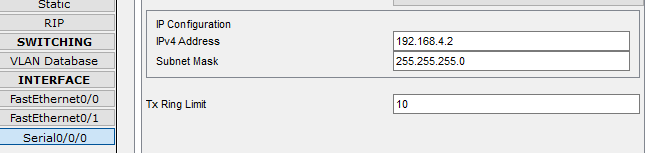 Static
RIP
SWITCHING
VLAN Database
INTERFACE
FastEthernet0/0
FastEthernet0/1
Serial0/0/0
IP Configuration
IPv4 Address 192.168.4.2
Subnet Mask 255.255.255.0
Tx Ring Limit 10